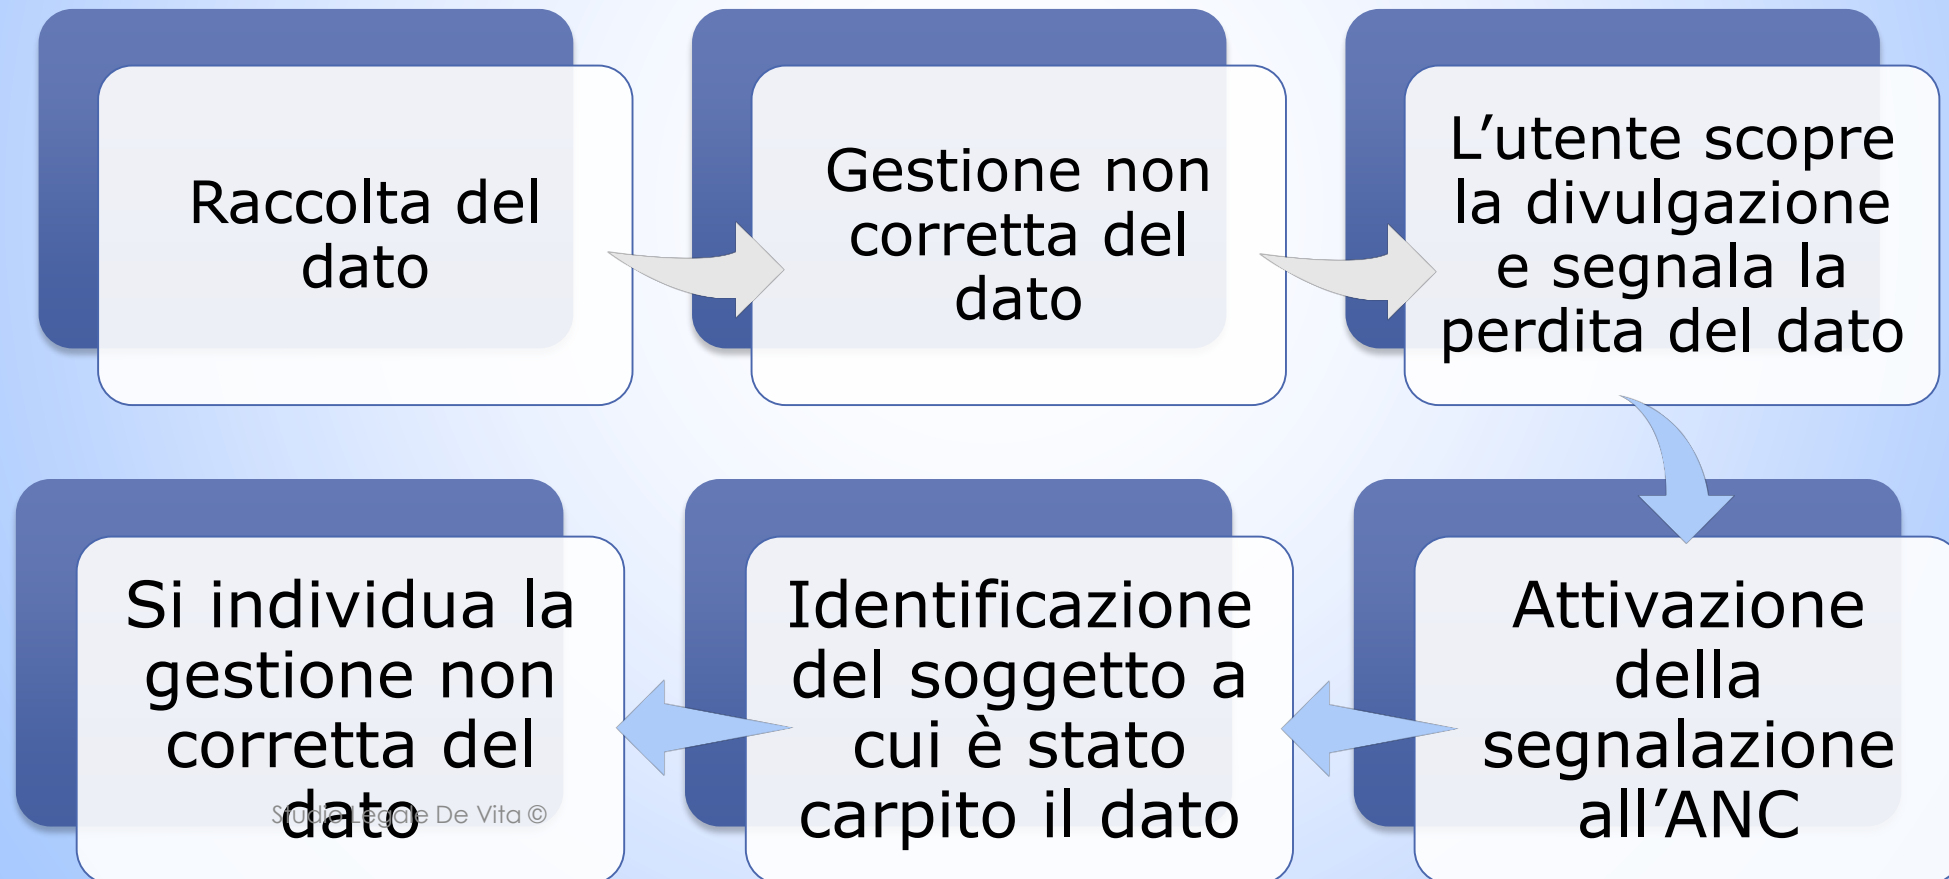 Raccolta del
dato
Gestione non
corretta del
dato
L’utente scopre
la divulgazione
e segnala la
perdita del dato
Attivazione
della
segnalazione
all’ANC
Identificazione
del soggetto a
cui è stato
carpito il dato
Si individua la
gestione non
corretta del
dato
Studio Legale De Vita ©